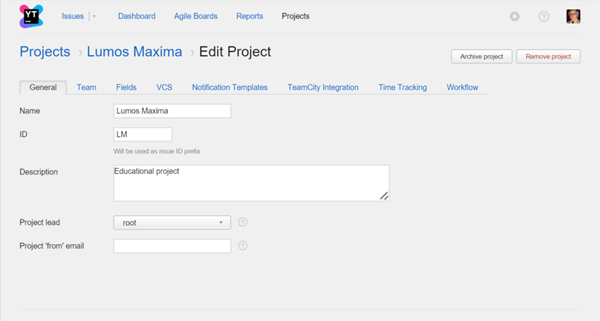 YT
Issues
Dashboard
Agile Boards
Reports
Projects
Projects › Lumos Maxima › Edit Project
Archive project
Remove project
General
Team
Fields
VCS
Notification Templates
TeamCity Integration
Time Tracking
Workflow
Name
Lumos Maxima
ID
LM
Will be used as issue ID prefix
Description
Educational project
Project lead
root
?
Project 'from' email
?